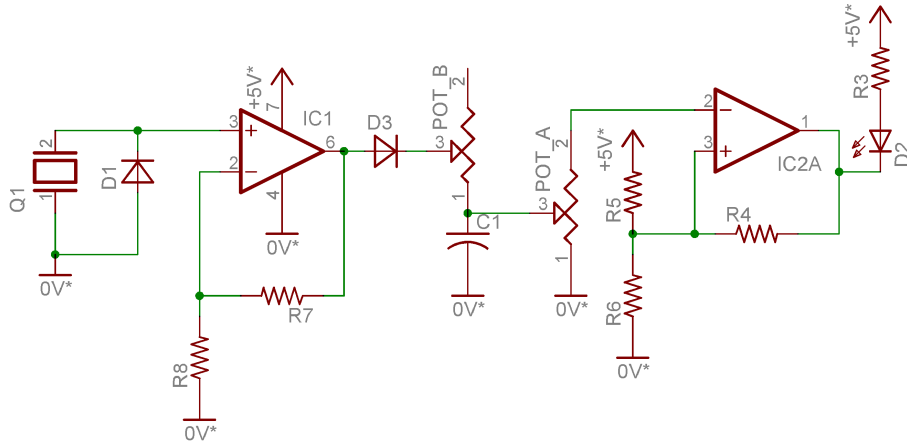 Q1
2
1
0V*
D1
3
2
+5V*
7
IC1
6
4
0V*
R7
R8
0V*
D3
POT_B
2
3
1
C1
0V*
POT_A
2
3
1
0V*
+5V*
R5
R6
0V*
2
3
1
IC2A
R4
+5V*
R3
D2